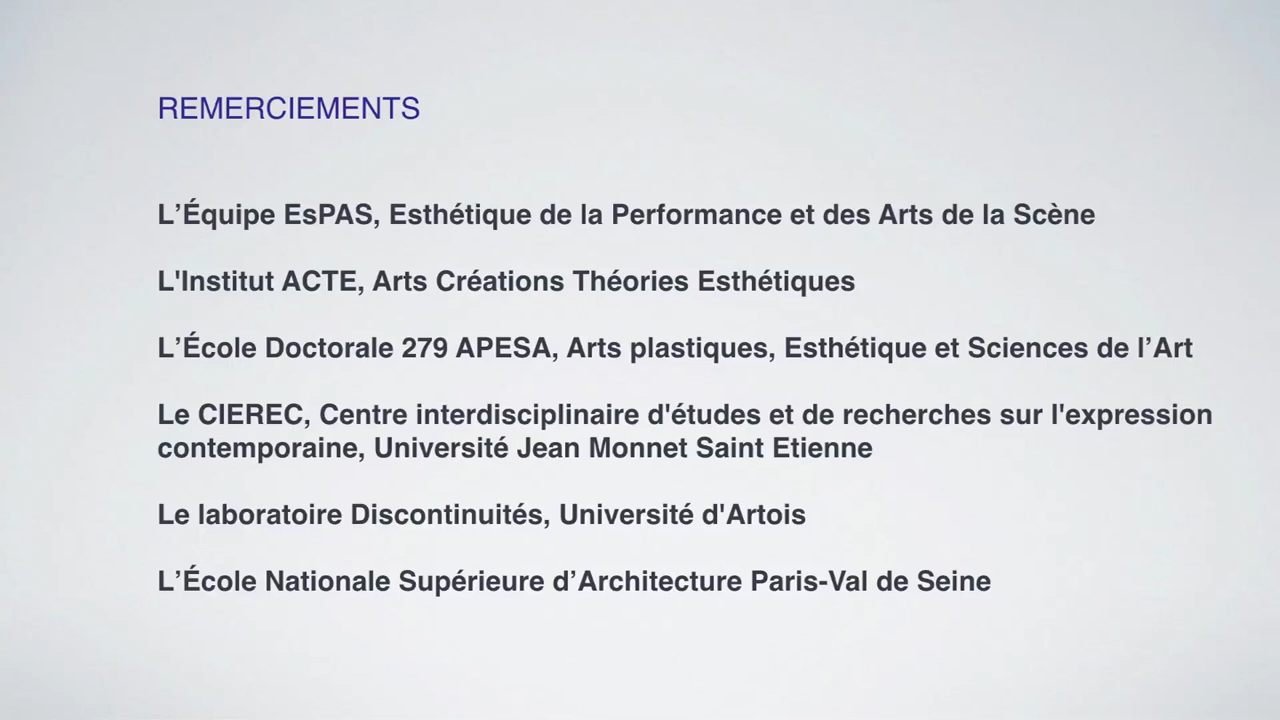 REMERCIEMENTS
L’Équipe EsPAS, Esthétique de la Performance et des Arts de la Scène
L'Institut ACTE, Arts Créations Théories Esthétiques
L’École Doctorale 279 APESA, Arts plastiques, Esthétique et Sciences de l’Art
Le CIEREC, Centre interdisciplinaire d'études et de recherches sur l'expression
contemporaine, Université Jean Monnet Saint Etienne
Le laboratoire Discontinuités, Université d'Artois
L’École Nationale Supérieure d’Architecture Paris-Val de Seine